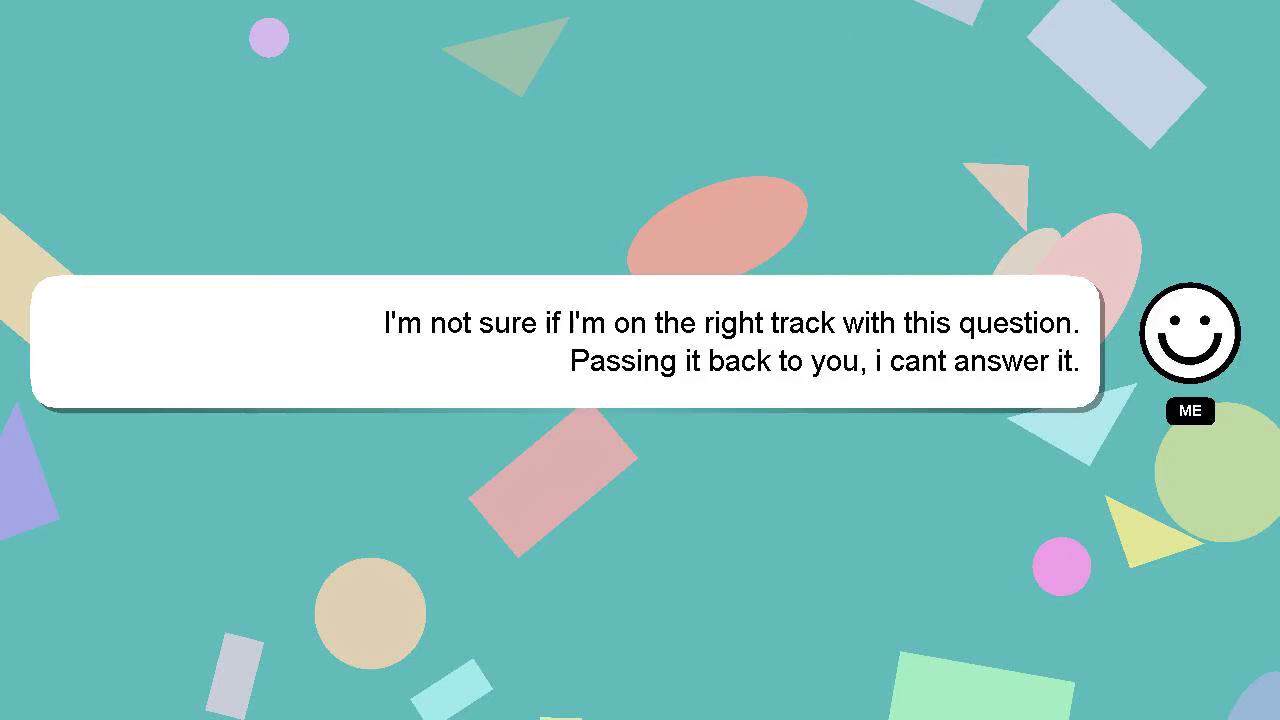 I'm not sure if I'm on the right track with this question.
Passing it back to you, i cant answer it.
ME